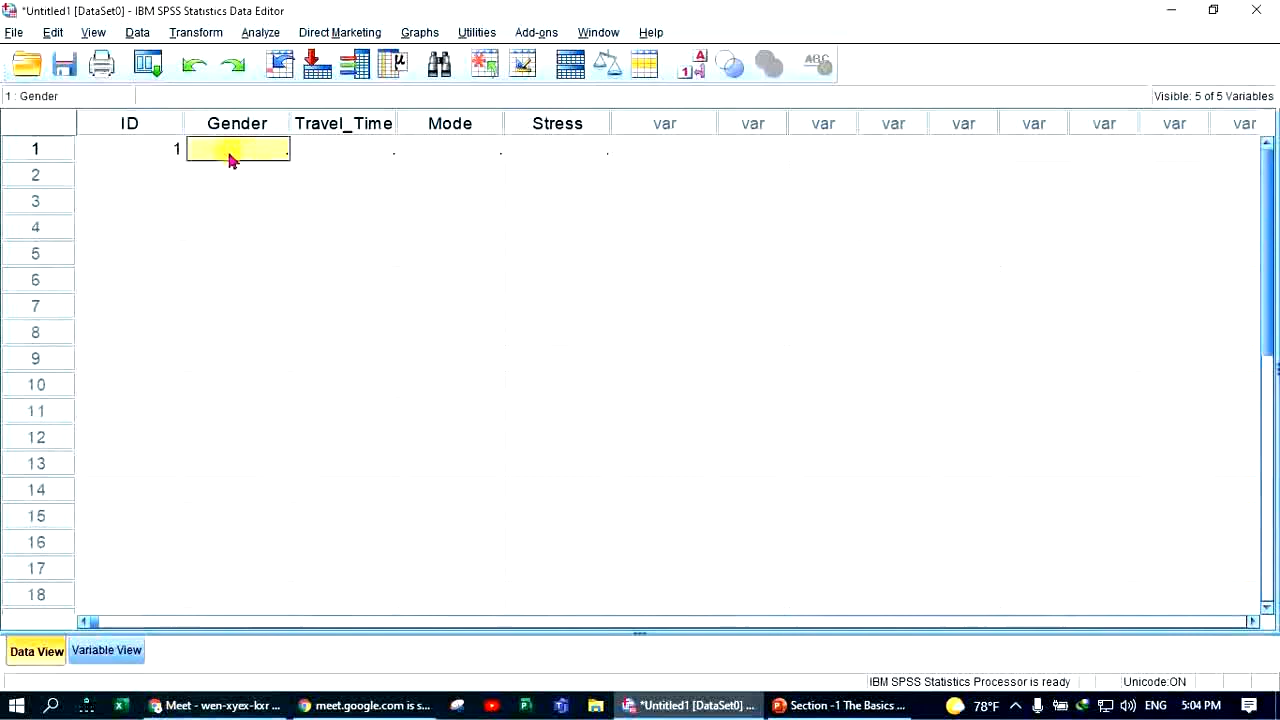 *Untitled1 [DataSet0] - IBM SPSS Statistics Data Editor
File Edit View Data Transform Analyze Direct Marketing Graphs Utilities Add-ons Window Help
1 : Gender Visible: 5 of 5 Variables
ID Gender Travel_Time Mode Stress var var var var var var var var var
1 1 . . . .
2
3
4
5
6
7
8
9
10
11
12
13
14
15
16
17
18
Data View Variable View
IBM SPSS Statistics Processor is ready Unicode:ON
Meet - wen-xyex-kxr ... meet.google.com is s... *Untitled1 [DataSet0] ... Section -1 The Basics ... 78°F ENG 5:04 PM